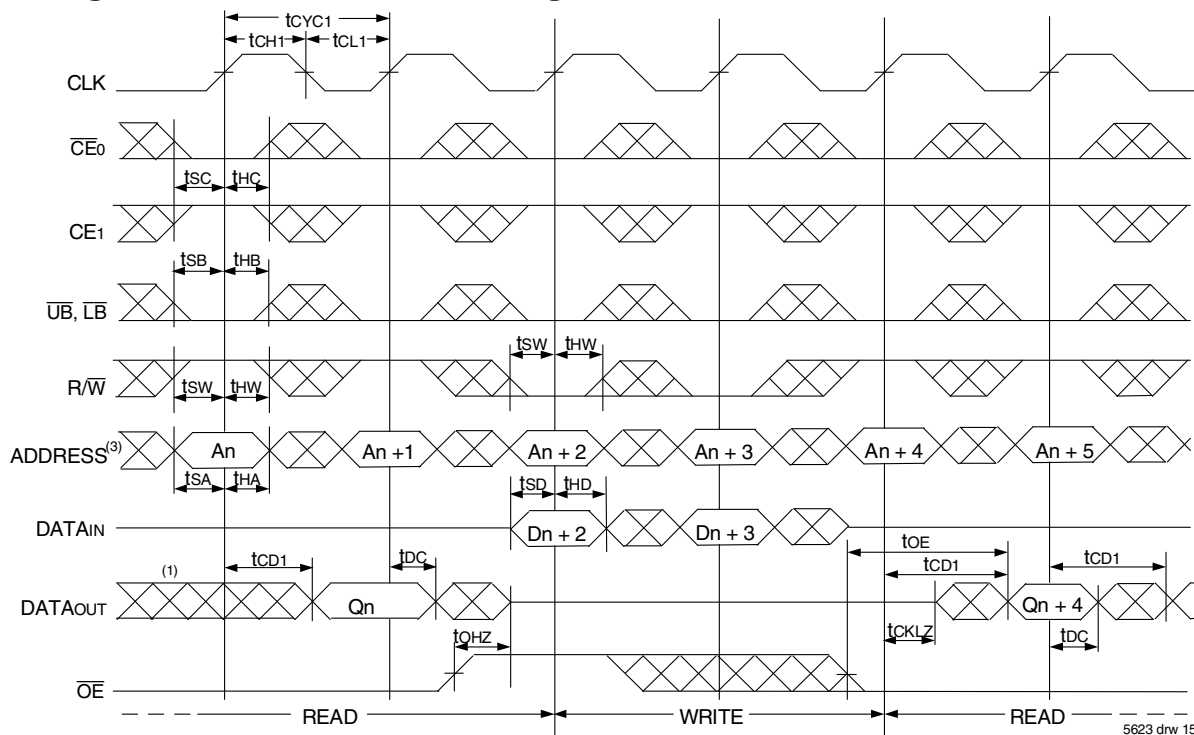 tCYC1
tCH1 tCL1
CLK
CE0
tSC tHC
CE1
tSB tHB
UB, LB
tSW tHW
R/W
tSW tHW
ADDRESS(3) An An +1 An + 2 An + 3 An + 4 An + 5
tSA tHA tSD tHD
DATAIN Dn + 2 Dn + 3
tOE
(1) tCD1 tDC tCD1 tCD1
DATAOUT Qn Qn + 4
tOHZ tCKLZ tDC
OE
READ WRITE READ
5623 drw 15